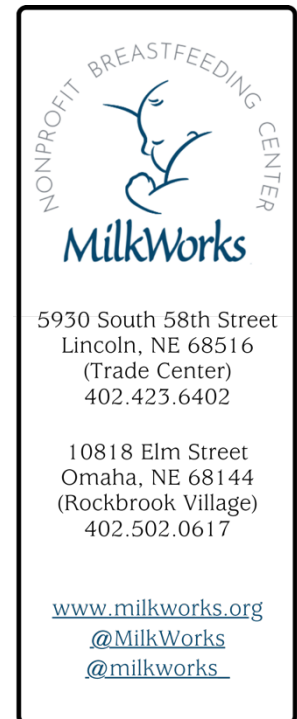 NONPROFIT BREASTFEEDING CENTER
MilkWorks
5930 South 58th Street
Lincoln, NE 68516
(Trade Center)
402.423.6402
10818 Elm Street
Omaha, NE 68144
(Rockbrook Village)
402.502.0617
www.milkworks.org
@MilkWorks
@milkworks_